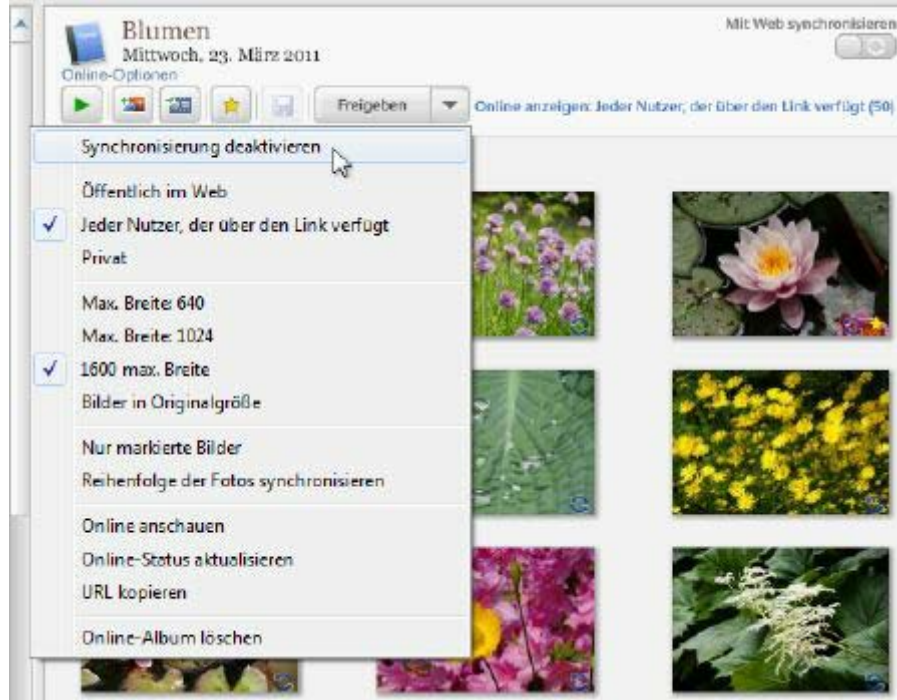 Blumen
Mittwoch, 23. März 2011
Mit Web synchronisieren
Online-Optionen
Freigeben
Online anzeigen: Jeder Nutzer, der über den Link verfügt (50)
Synchronisierung deaktivieren
Öffentlich im Web
Jeder Nutzer, der über den Link verfügt
Privat
Max. Breite: 640
Max. Breite: 1024
1600 max. Breite
Bilder in Originalgröße
Nur markierte Bilder
Reihenfolge der Fotos synchronisieren
Online anschauen
Online-Status aktualisieren
URL kopieren
Online-Album löschen